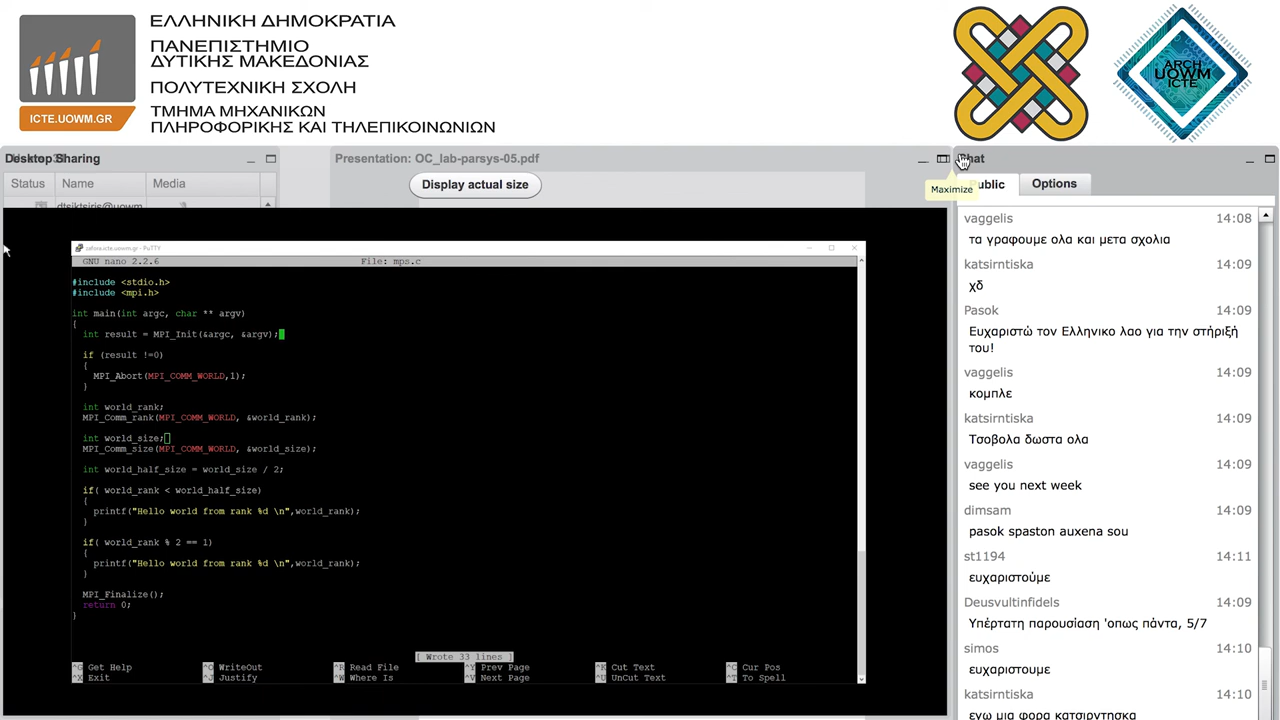 ΕΛΛΗΝΙΚΗ ΔΗΜΟΚΡΑΤΙΑ
ΠΑΝΕΠΙΣΤΗΜΙΟ
ΔΥΤΙΚΗΣ ΜΑΚΕΔΟΝΙΑΣ
ΠΟΛΥΤΕΧΝΙΚΗ ΣΧΟΛΗ
ΤΜΗΜΑ ΜΗΧΑΝΙΚΩΝ
ΠΛΗΡΟΦΟΡΙΚΗΣ ΚΑΙ ΤΗΛΕΠΙΚΟΙΝΩΝΙΩΝ
ICTE.UOWM.GR
ARCH
UOWM
ICTE
Desktop Sharing
Status Name Media
dtsiktsiris@uowm
Presentation: OC_lab-parsys-05.pdf
Display actual size
Maximize
Options
zafora.icte.uowm.gr - PuTTY
GNU nano 2.2.6 File: mps.c
#include <stdio.h>
#include <mpi.h>
int main(int argc, char ** argv)
{
int result = MPI_Init(&argc, &argv);
if (result !=0)
{
MPI_Abort(MPI_COMM_WORLD,1);
}
int world_rank;
MPI_Comm_rank(MPI_COMM_WORLD, &world_rank);
int world_size;
MPI_Comm_size(MPI_COMM_WORLD, &world_size);
int world_half_size = world_size / 2;
if( world_rank < world_half_size)
{
printf("Hello world from rank %d \n",world_rank);
}
if( world_rank % 2 == 1)
{
printf("Hello world from rank %d \n",world_rank);
}
MPI_Finalize();
return 0;
}
[ Wrote 33 lines ]
^G Get Help ^O WriteOut ^R Read File ^Y Prev Page ^K Cut Text ^C Cur Pos
^X Exit ^J Justify ^W Where Is ^V Next Page ^U UnCut Text ^T To Spell
vaggelis 14:08
τα γραφουμε ολα και μετα σχολια
katsirntiska 14:09
χδ
Pasok 14:09
Ευχαριστώ τον Ελληνικο λαο για την στήριξή
του!
vaggelis 14:09
κομπλε
katsirntiska 14:09
Τσοβολα δωστα ολα
vaggelis 14:09
see you next week
dimsam 14:09
pasok spaston auxena sou
st1194 14:11
ευχαριστούμε
Deusvultinfidels 14:09
Υπέρτατη παρουσίαση 'οπως πάντα, 5/7
simos 14:10
ευχαριστουμε
katsirntiska 14:10
εγω μια φορα κατσιρντησκα